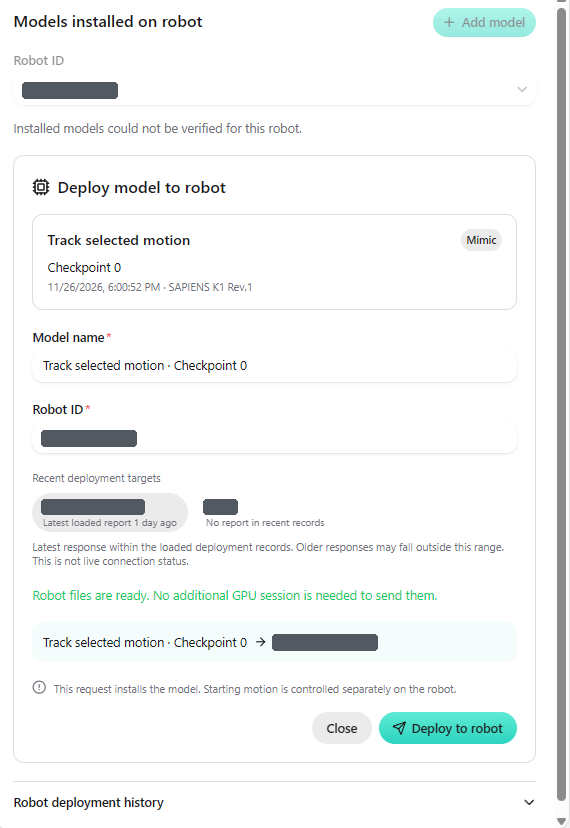 Models installed on robot
+ Add model
Robot ID
Installed models could not be verified for this robot.
Deploy model to robot
Track selected motion
Mimic
Checkpoint 0
11/26/2026, 6:00:52 PM · SAPIENS K1 Rev.1
Model name*
Track selected motion · Checkpoint 0
Robot ID*
Recent deployment targets
Latest loaded report 1 day ago
No report in recent records
Latest response within the loaded deployment records. Older responses may fall outside this range.
This is not live connection status.
Robot files are ready. No additional GPU session is needed to send them.
Track selected motion · Checkpoint 0 →
This request installs the model. Starting motion is controlled separately on the robot.
Close
Deploy to robot
Robot deployment history